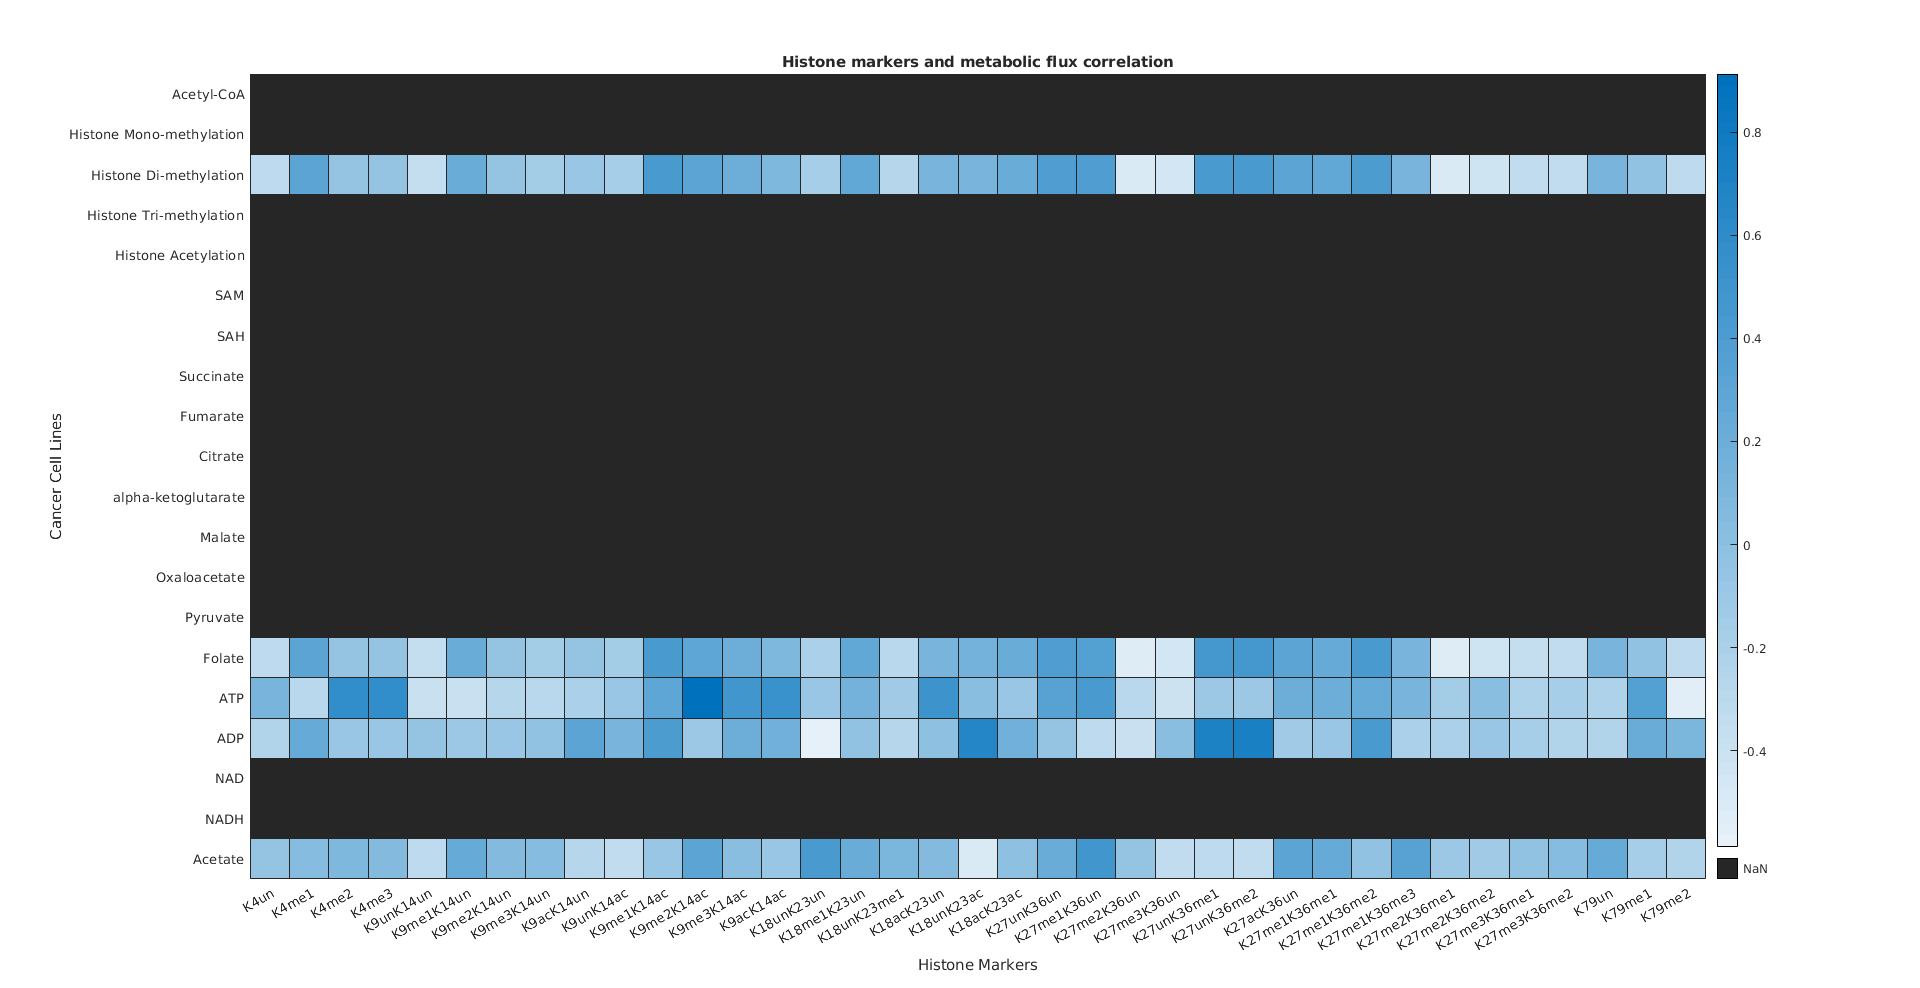 Histone markers and metabolic flux correlation
Cancer Cell Lines
Acetyl-CoA
Histone Mono-methylation
Histone Di-methylation
Histone Tri-methylation
Histone Acetylation
SAM
SAH
Succinate
Fumarate
Citrate
alpha-ketoglutarate
Malate
Oxaloacetate
Pyruvate
Folate
ATP
ADP
NAD
NADH
Acetate
0.8
0.6
0.4
0.2
0
-0.2
-0.4
NaN
K4un
K4me1
K4me2
K4me3
K9unK14un
K9me1K14un
K9me2K14un
K9me3K14un
K9acK14un
K9unK14ac
K9me1K14ac
K9me2K14ac
K9me3K14ac
K9acK14ac
K18unK23un
K18me1K23un
K18unK23me1
K18acK23un
K18unK23ac
K18acK23ac
K27unK36un
K27me1K36un
K27me2K36un
K27me3K36un
K27unK36me1
K27unK36me2
K27acK36un
K27me1K36me1
K27me1K36me2
K27me1K36me3
K27me2K36me1
K27me2K36me2
K27me3K36me1
K27me3K36me2
K79un
K79me1
K79me2
Histone Markers